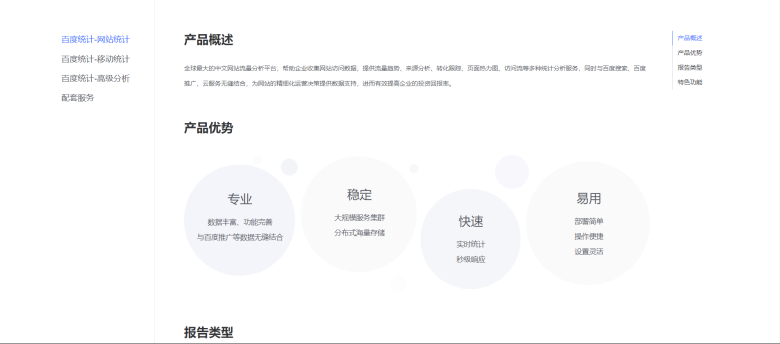 百度统计-网站统计
百度统计-移动统计
百度统计-高级分析
配套服务
产品概述
全球最大的中文网站流量分析平台，帮助企业收集网站访问数据，提供流量趋势、来源分析、转化跟踪、页面热力图、访问流等多种统计分析服务，同时与百度搜索、百度
推广、云服务无缝结合，为网站的精细化运营决策提供数据支持，进而有效提高企业的投资回报率。
产品优势
专业
数据丰富、功能完善
与百度推广等数据无缝结合
稳定
大规模服务集群
分布式海量存储
快速
实时统计
秒级响应
易用
部署简单
操作便捷
设置灵活
报告类型
产品概述
产品优势
报告类型
特色功能